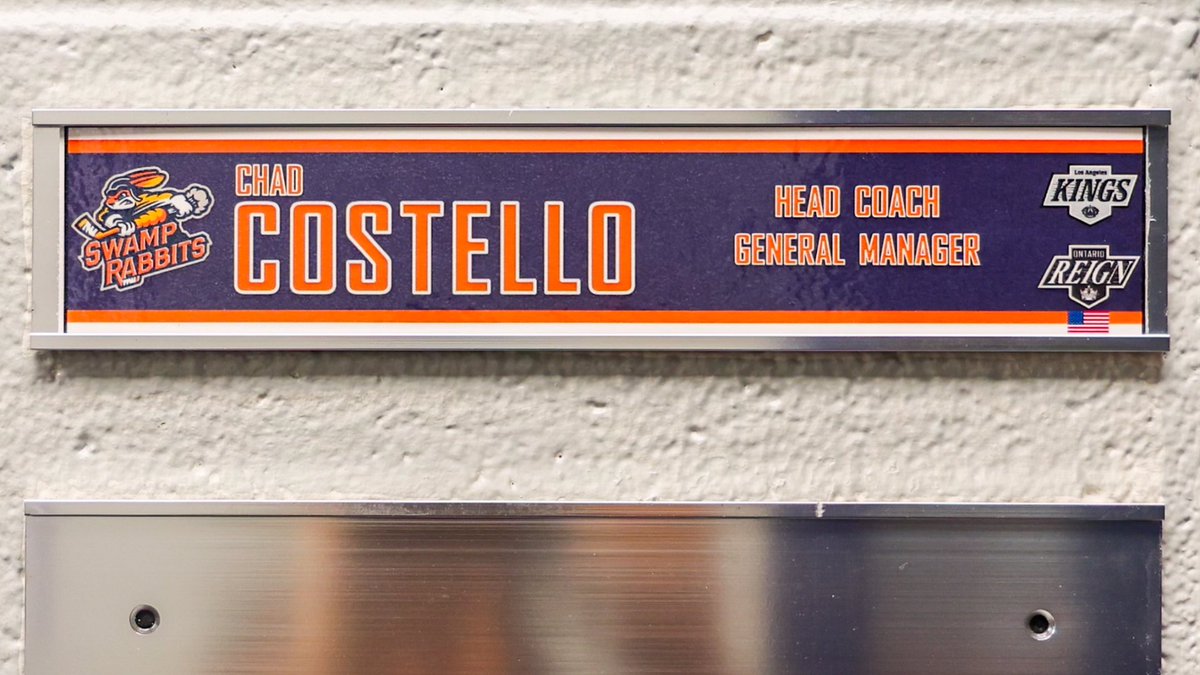 SWAMP
RABBITS
CHAD
COSTELLO
HEAD COACH
GENERAL MANAGER
Los Angeles
KINGS
ONTARIO
REIGN